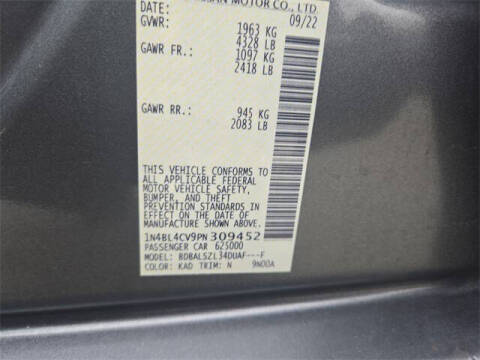 MOTOR CO., LTD.
DATE: 09/22
GVWR: 1963 KG
4328 LB
GAWR FR.: 1097 KG
2418 LB
GAWR RR.: 945 KG
2083 LB
THIS VEHICLE CONFORMS TO
ALL APPLICABLE FEDERAL
MOTOR VEHICLE SAFETY,
BUMPER, AND THEFT
PREVENTION STANDARDS IN
EFFECT ON THE DATE OF
MANUFACTURE SHOWN ABOVE.
1N4BL4CV9PN 309452
PASSENGER CAR 625000
MODEL: BDBALSZL34DUAF---F
COLOR: KAD TRIM: N 9N00A